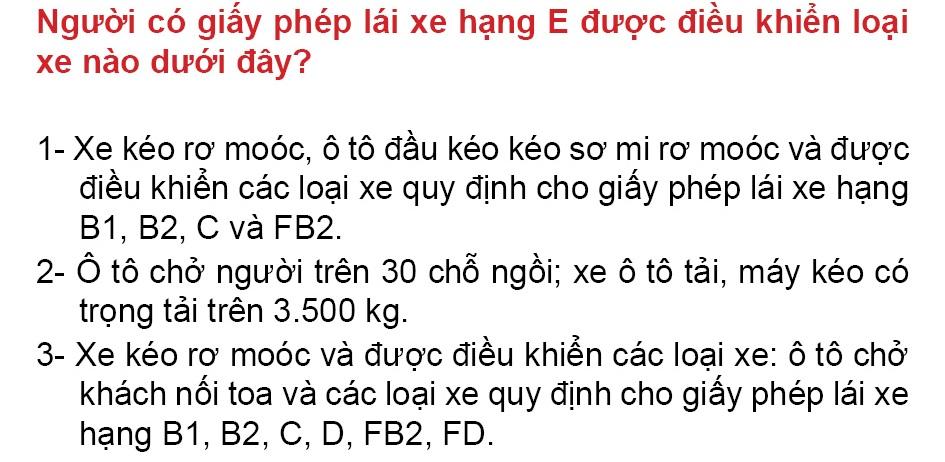 Người có giấy phép lái xe hạng E được điều khiển loại
xe nào dưới đây?
1- Xe kéo rơ moóc, ô tô đầu kéo kéo sơ mi rơ moóc và được
điều khiển các loại xe quy định cho giấy phép lái xe hạng
B1, B2, C và FB2.
2- Ô tô chở người trên 30 chỗ ngồi; xe ô tô tải, máy kéo có
trọng tải trên 3.500 kg.
3- Xe kéo rơ moóc và được điều khiển các loại xe: ô tô chở
khách nối toa và các loại xe quy định cho giấy phép lái xe
hạng B1, B2, C, D, FB2, FD.